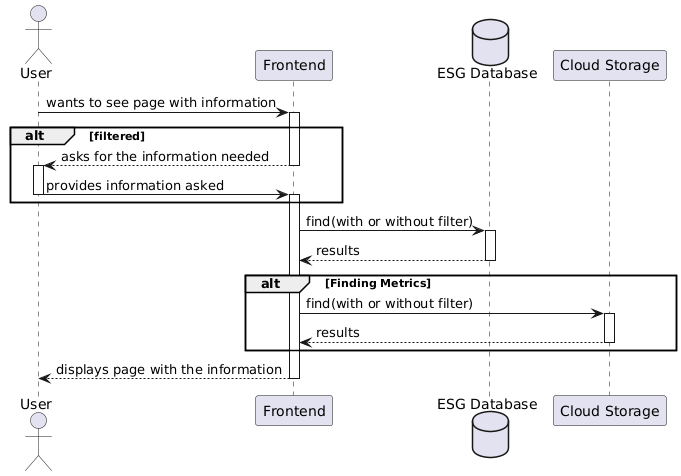 User
Frontend
ESG Database
Cloud Storage
wants to see page with information
alt [filtered]
asks for the information needed
provides information asked
find(with or without filter)
results
alt [Finding Metrics]
find(with or without filter)
results
displays page with the information
User
Frontend
ESG Database
Cloud Storage